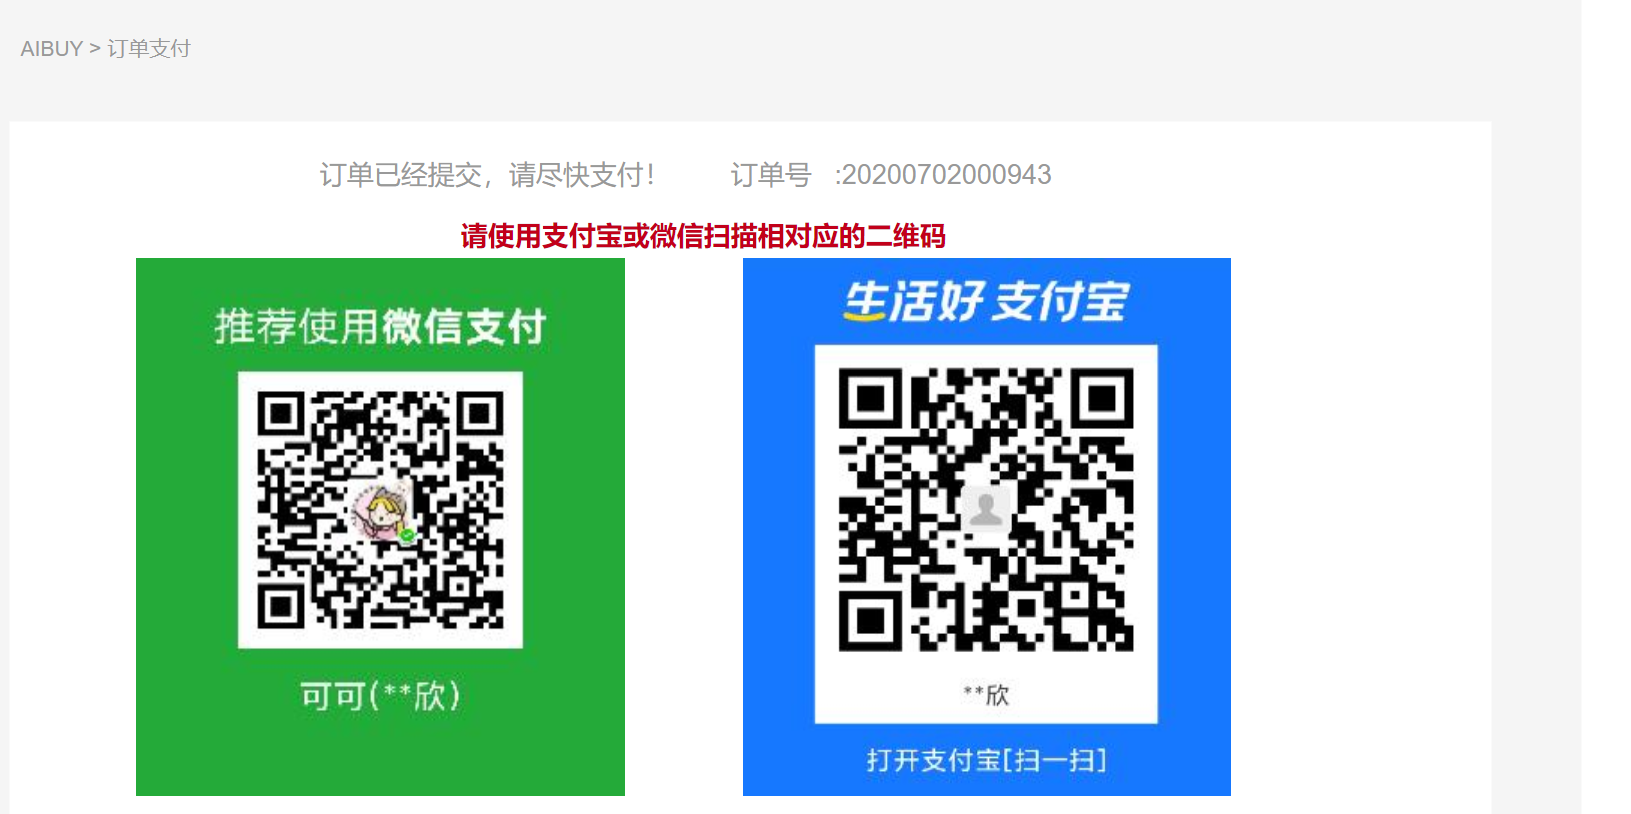 AIBUY > 订单支付
订单已经提交，请尽快支付！ 订单号 :20200702000943
请使用支付宝或微信扫描相对应的二维码
推荐使用微信支付
可可(**欣)
生活好 支付宝
**欣
打开支付宝[扫一扫]